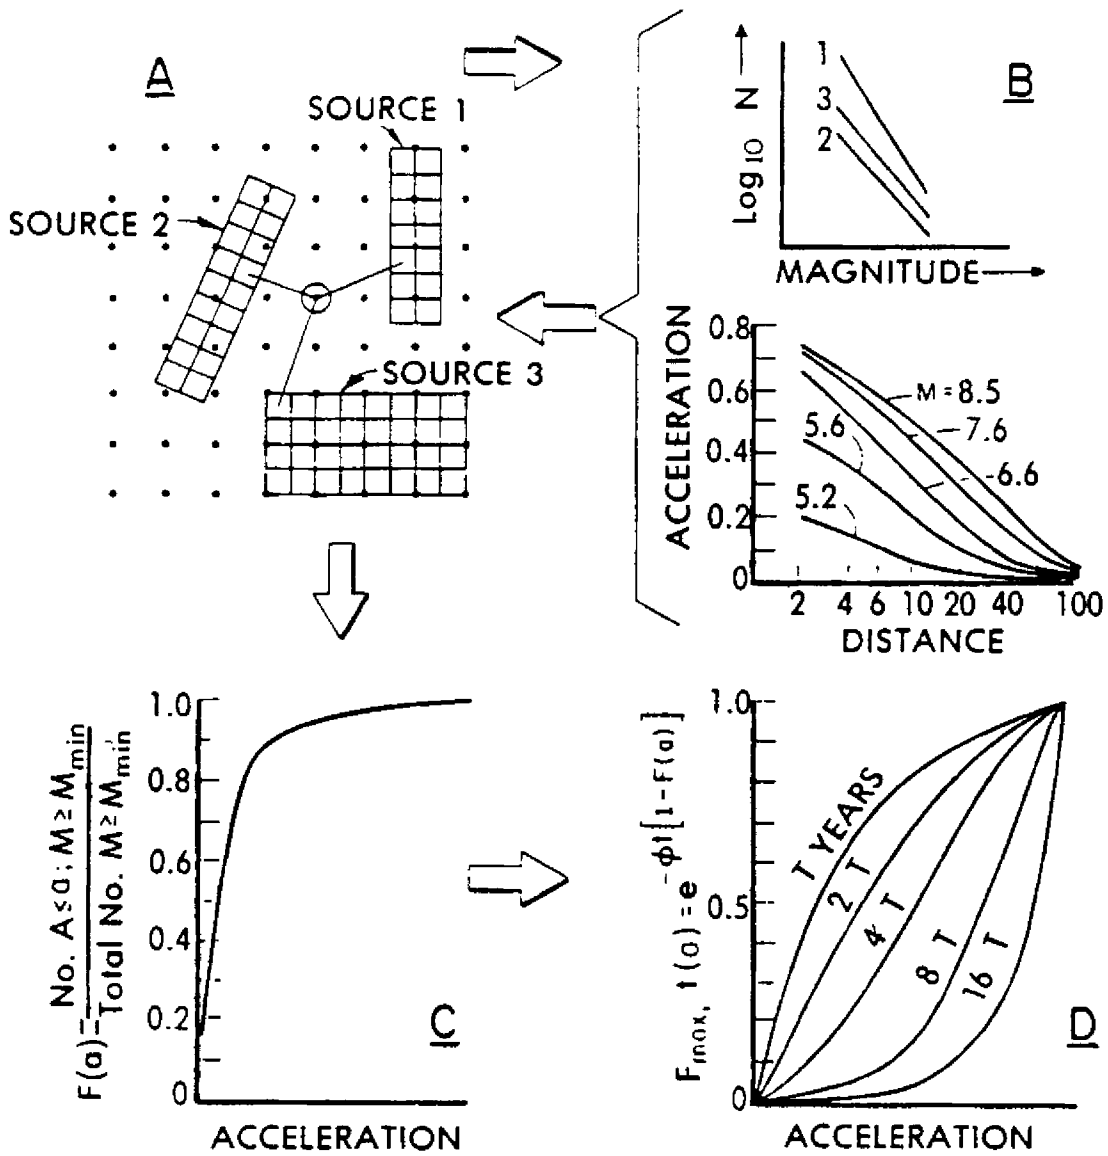 A
SOURCE 1
SOURCE 2
SOURCE 3
B
Log10 N
1
3
2
MAGNITUDE
ACCELERATION
0.8
0.6
0.4
0.2
0
M = 8.5
7.6
6.6
5.6
5.2
2 4 6 10 20 40 100
DISTANCE
F(a) = No. A ≤ a; M ≥ Mmin
Total No. M ≥ Mmin
1.0
0.8
0.6
0.4
0.2
0
C
ACCELERATION
Fmax, t(a) = e^-ϕt[1-F(a)]
1.0
0.5
0
T YEARS
2 T
4 T
8 T
16 T
D
ACCELERATION